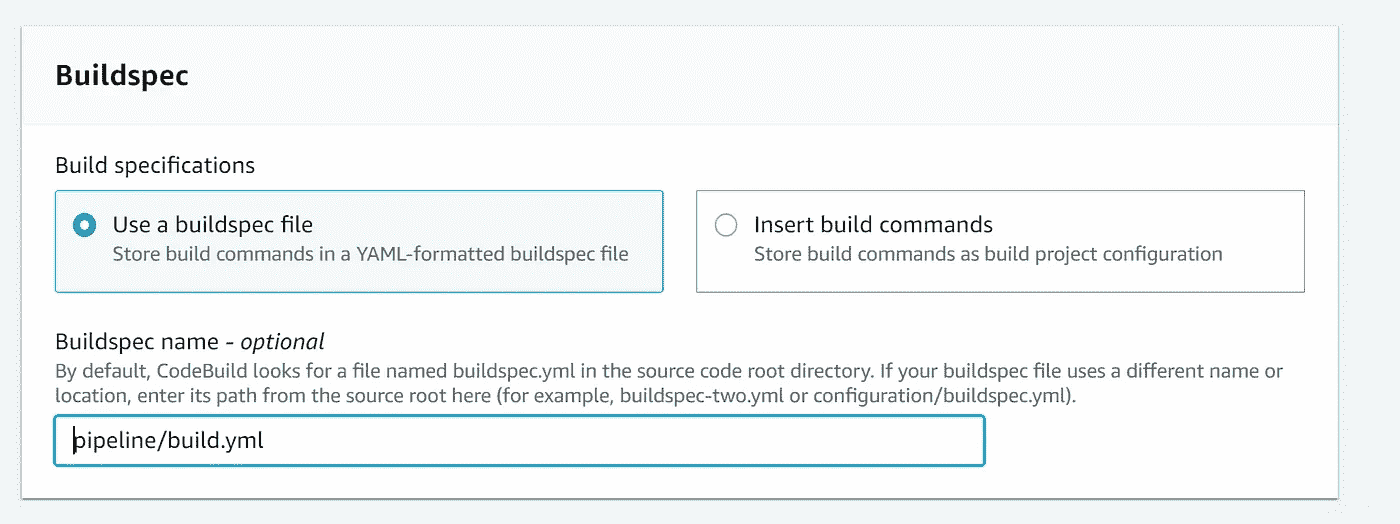 Buildspec
Build specifications
Use a buildspec file
Store build commands in a YAML-formatted buildspec file
Insert build commands
Store build commands as build project configuration
Buildspec name - optional
By default, CodeBuild looks for a file named buildspec.yml in the source code root directory. If your buildspec file uses a different name or
location, enter its path from the source root here (for example, buildspec-two.yml or configuration/buildspec.yml).
pipeline/build.yml